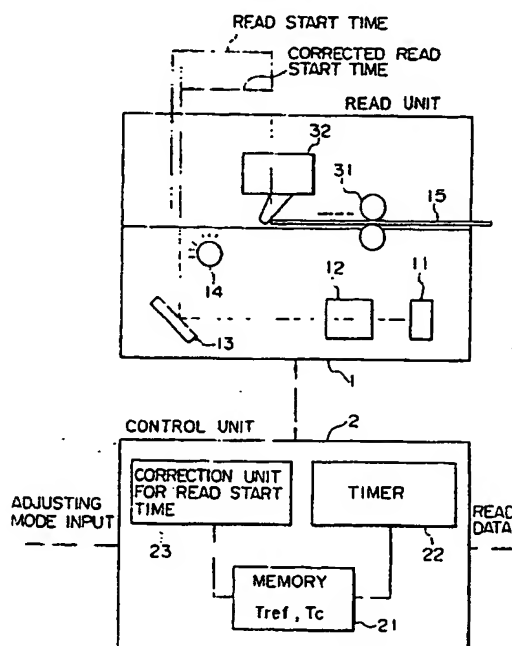 READ START TIME
CORRECTED READ
START TIME
READ UNIT
32
31
15
14
12
11
13
1
CONTROL UNIT
2
CORRECTION UNIT
FOR READ START
TIME
TIMER
ADJUSTING
MODE INPUT
READ
DATA
23
22
MEMORY
Tref, Tc
21